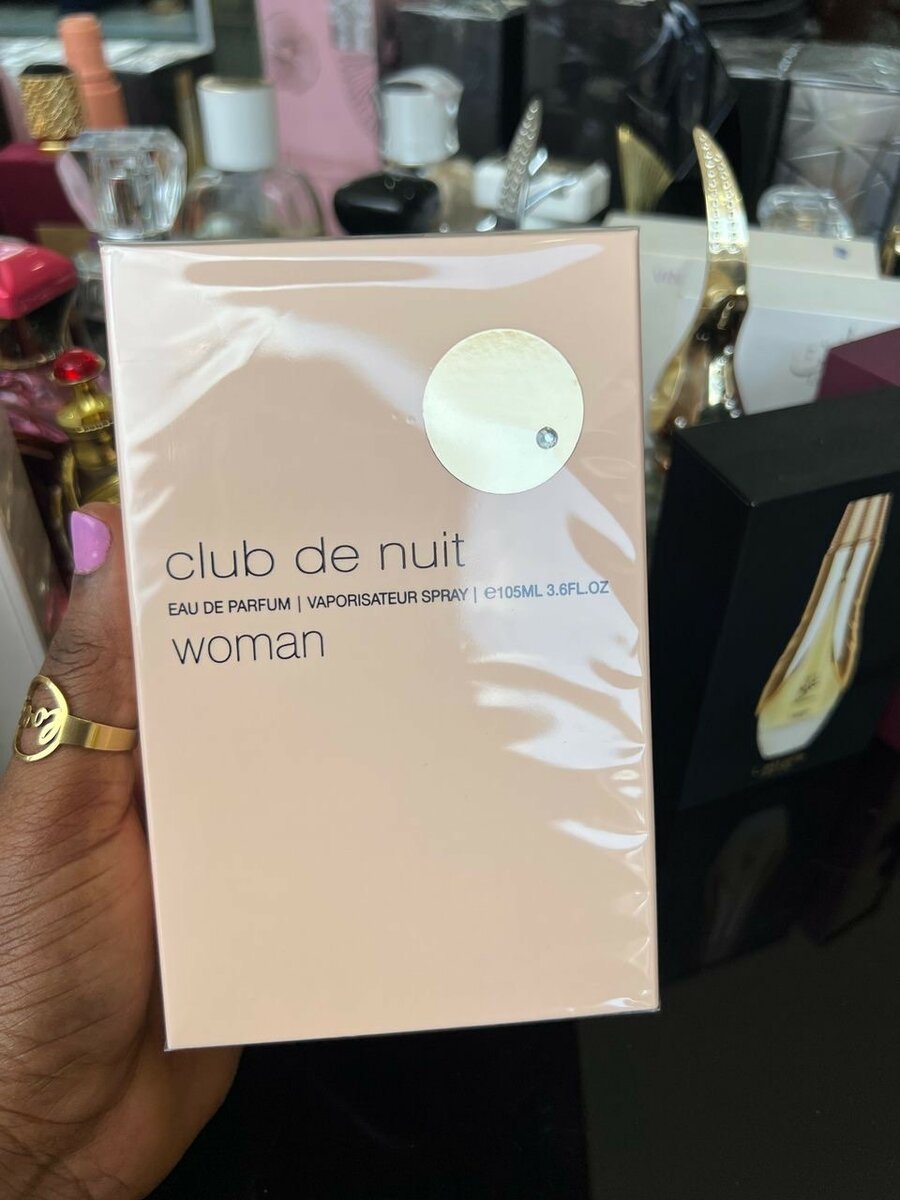 club de nuit
EAU DE PARFUM | VAPORISATEUR SPRAY | ℮105ML 3.6FL.OZ
woman